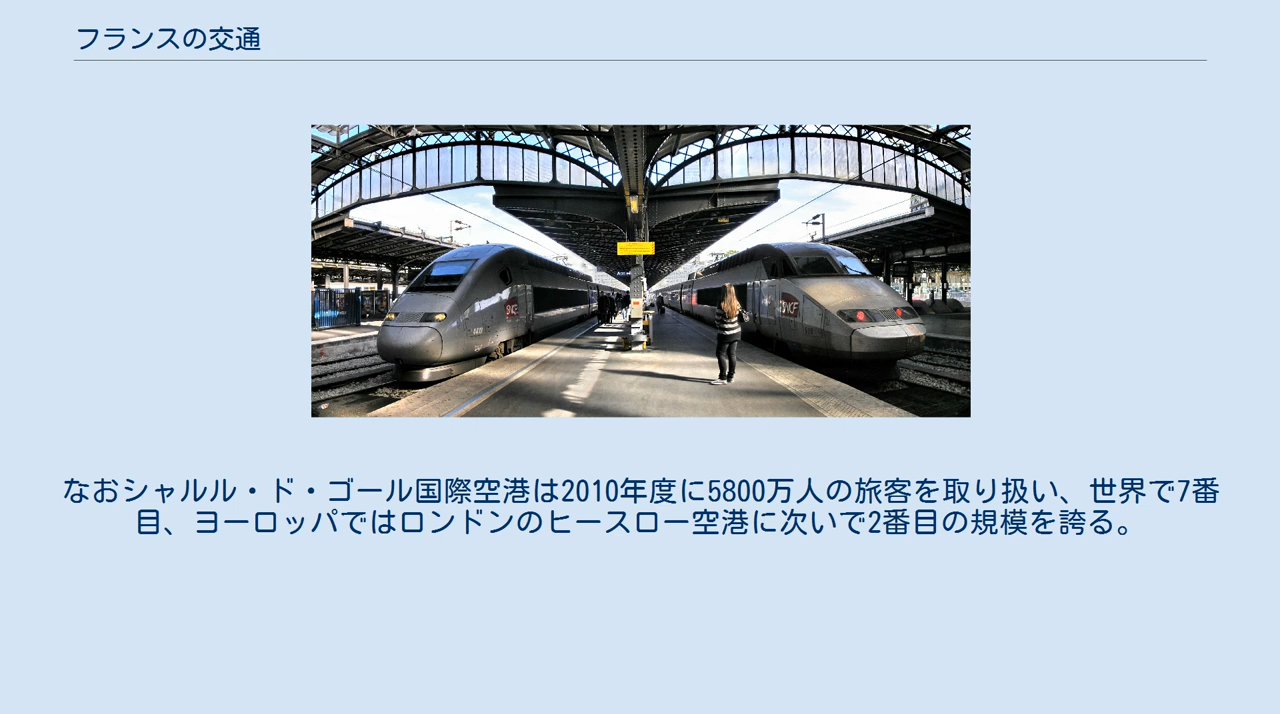 フランスの交通
SNCF
SNCF
なおシャルル・ド・ゴール国際空港は2010年度に5800万人の旅客を取り扱い、世界で7番
目、ヨーロッパではロンドンのヒースロー空港に次いで2番目の規模を誇る。